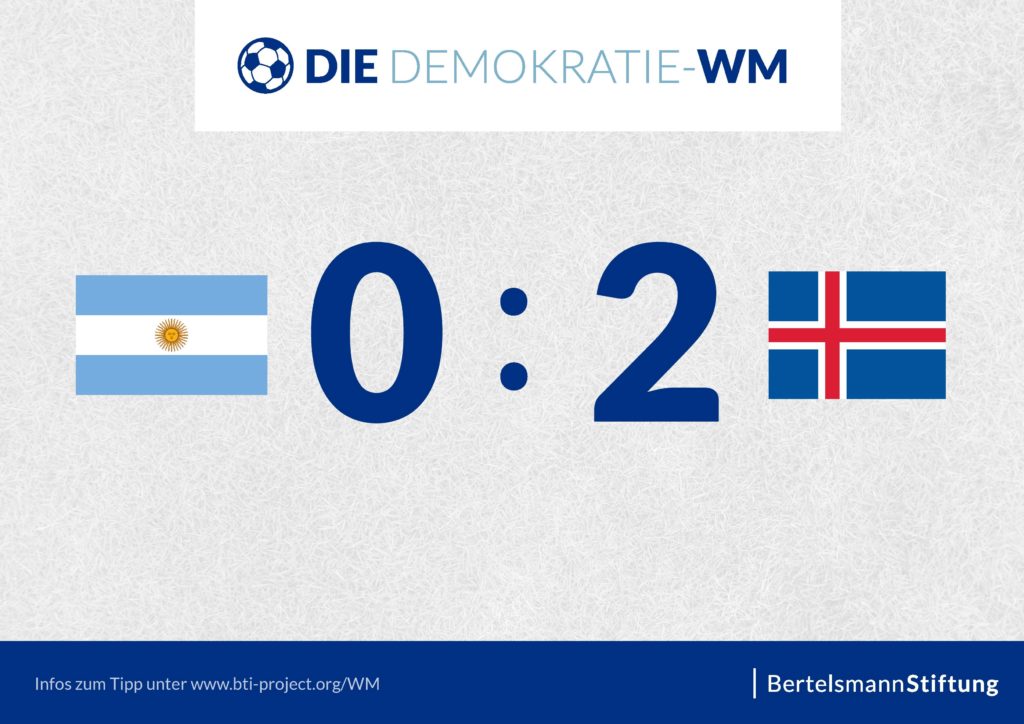 DIE DEMOKRATIE-WM
0 : 2
Infos zum Tipp unter www.bti-project.org/WM
BertelsmannStiftung